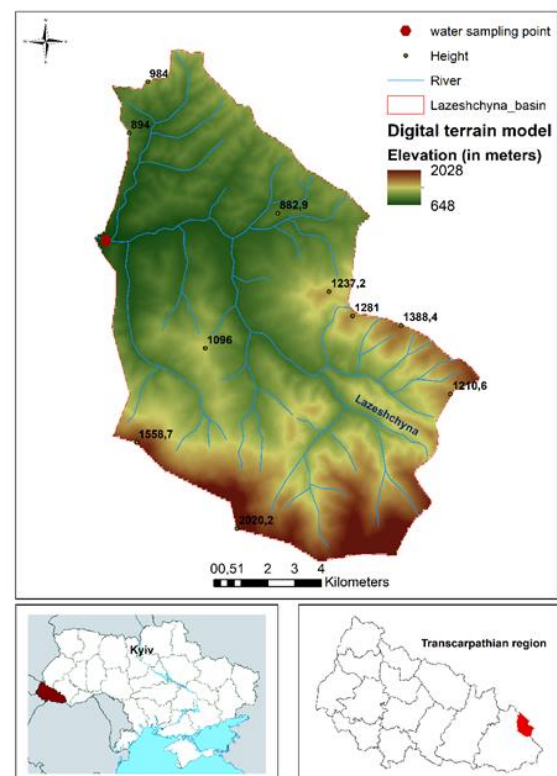 water sampling point
Height
River
Lazeshchyna_basin
Digital terrain model
Elevation (in meters)
2028
648
984
894
882,9
1237,2
1281
1388,4
1096
1210,6
Lazeshchyna
1558,7
2020,2
00,51 2 3 4
Kilometers
Kyiv
Transcarpathian region